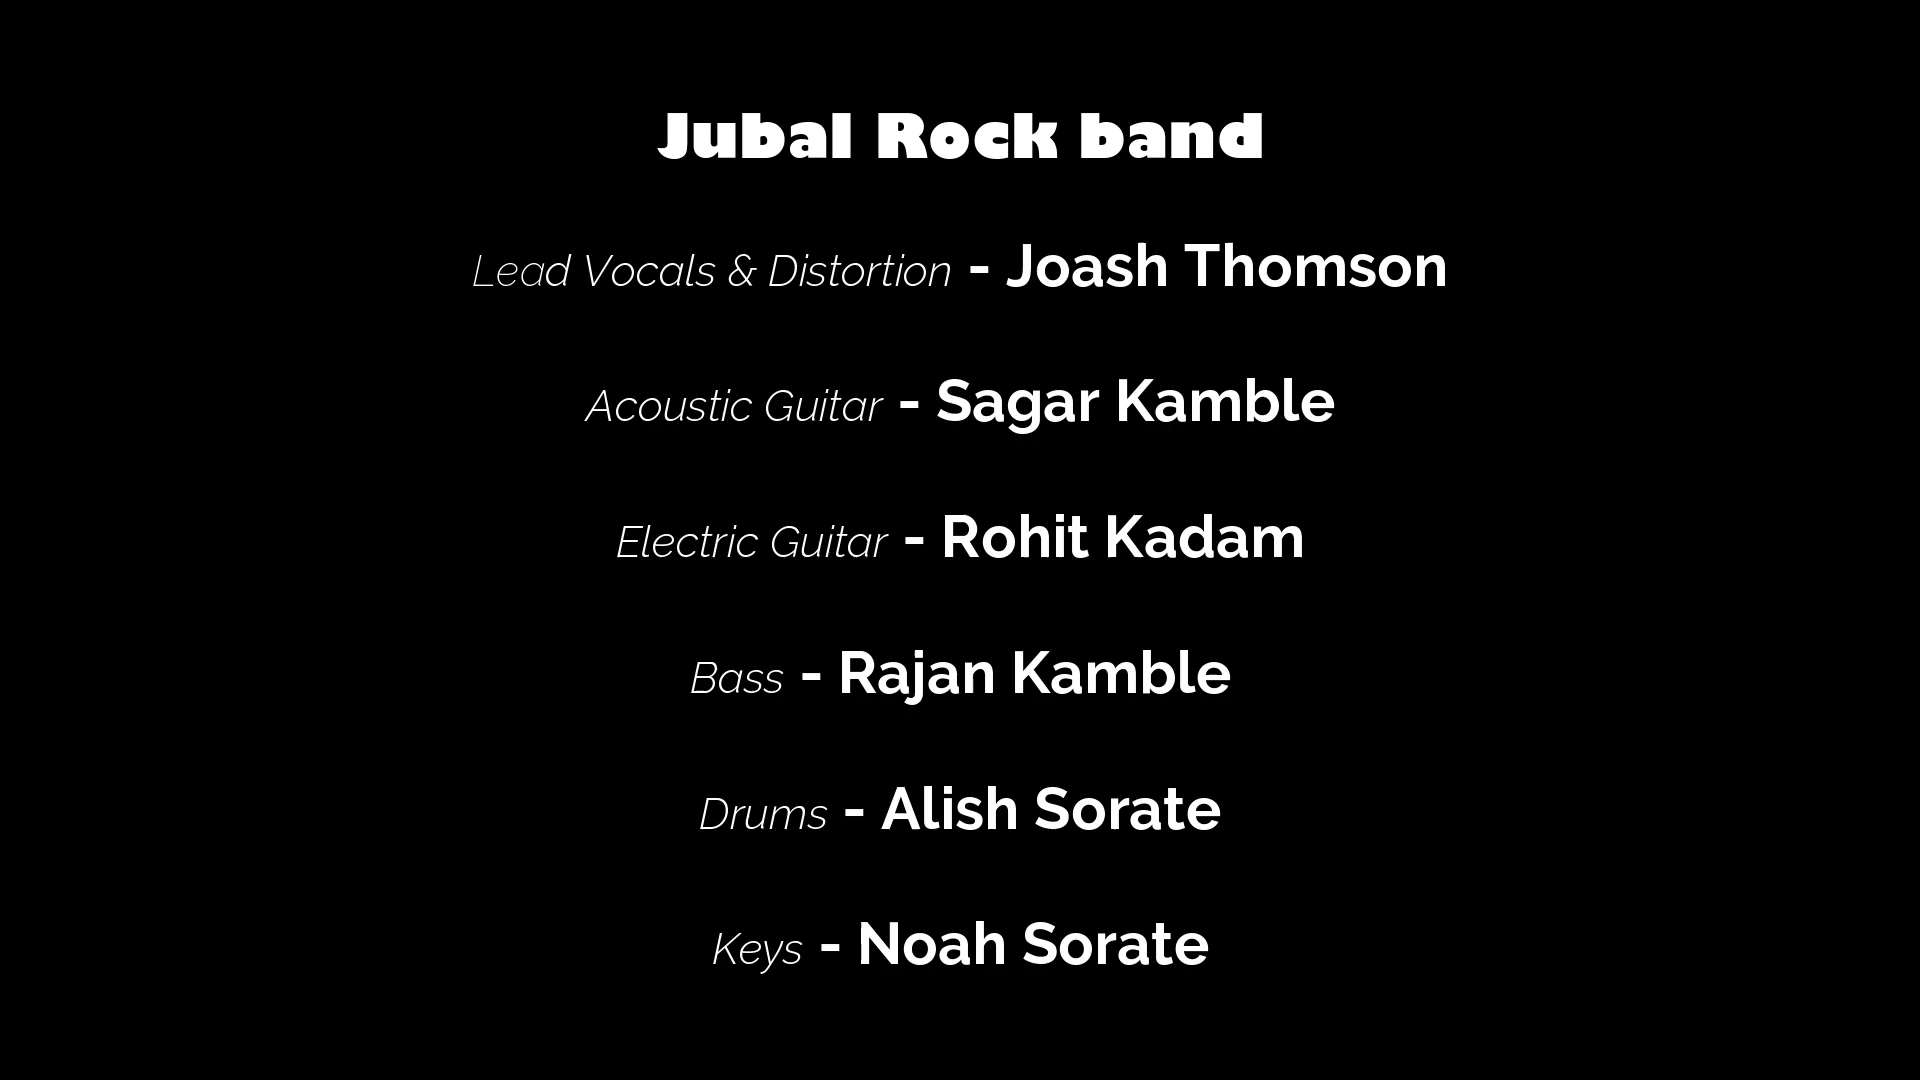 Jubal Rock band
Lead Vocals & Distortion - Joash Thomson
Acoustic Guitar - Sagar Kamble
Electric Guitar - Rohit Kadam
Bass - Rajan Kamble
Drums - Alish Sorate
Keys - Noah Sorate